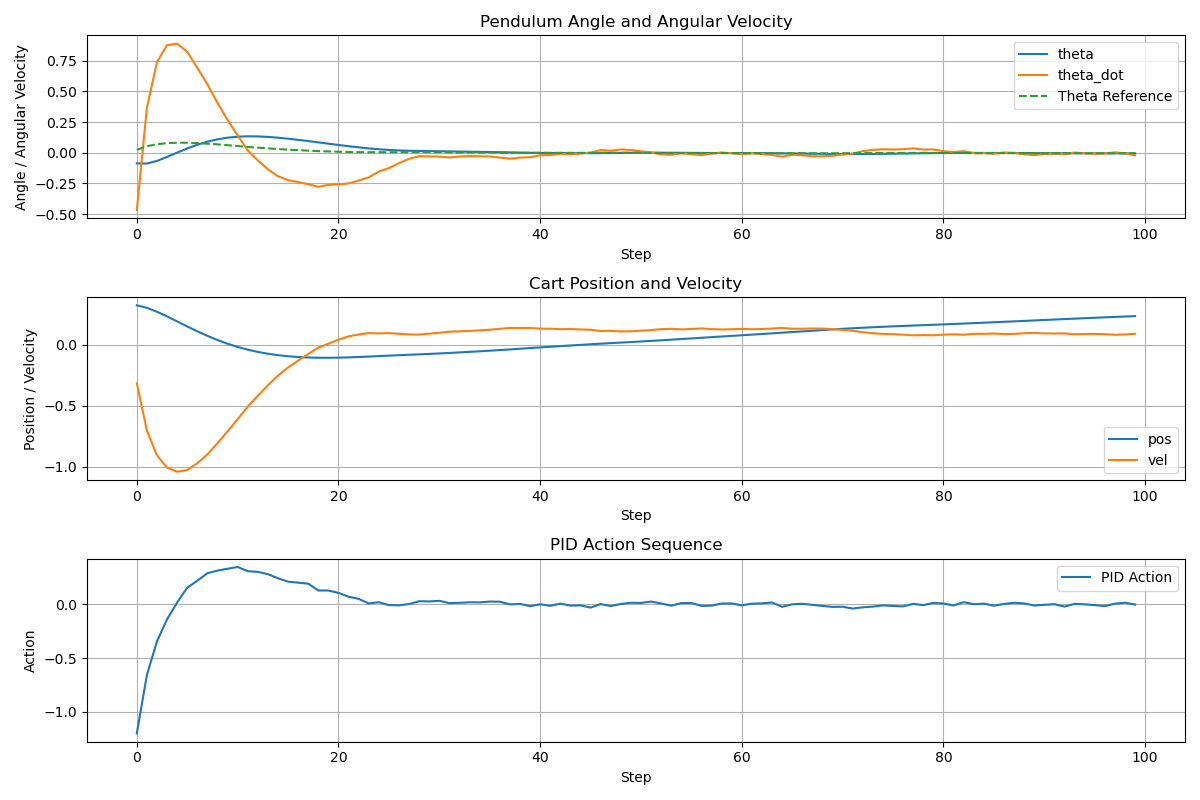 Pendulum Angle and Angular Velocity
Angle / Angular Velocity
0.75
0.50
0.25
0.00
−0.25
−0.50
theta
theta_dot
Theta Reference
0 20 40 60 80 100
Step
Cart Position and Velocity
Position / Velocity
0.0
−0.5
−1.0
pos
vel
0 20 40 60 80 100
Step
PID Action Sequence
Action
0.0
−0.5
−1.0
PID Action
0 20 40 60 80 100
Step